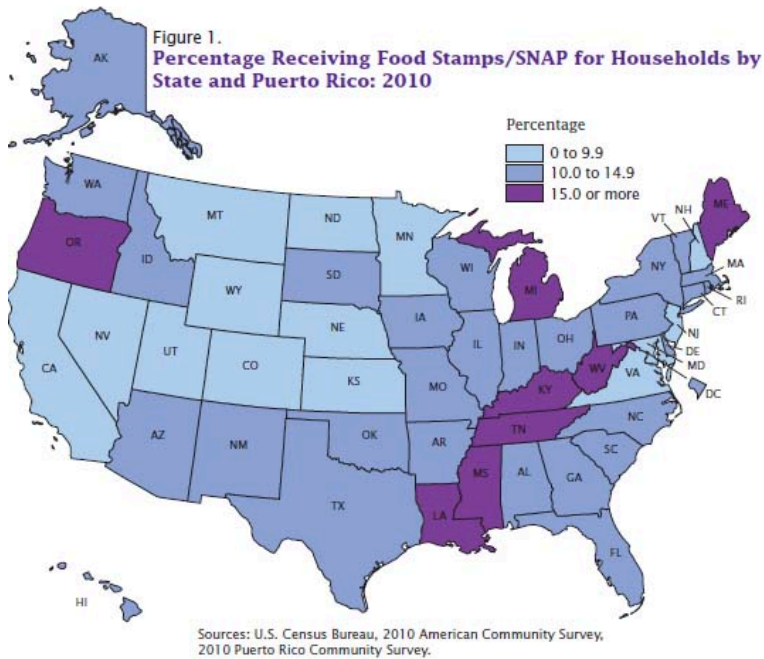 AK
Figure 1.
Percentage Receiving Food Stamps/SNAP for Households by
State and Puerto Rico: 2010
Percentage
0 to 9.9
10.0 to 14.9
15.0 or more
WA
MT
ND
MN
VT
NH
ME
OR
ID
WY
SD
WI
MI
NY
MA
RI
CT
NV
UT
CO
NE
IA
IL
IN
OH
PA
NJ
DE
MD
DC
CA
KS
MO
KY
WV
VA
AZ
NM
OK
AR
TN
NC
TX
LA
MS
AL
GA
SC
FL
HI
Sources: U.S. Census Bureau, 2010 American Community Survey,
2010 Puerto Rico Community Survey.